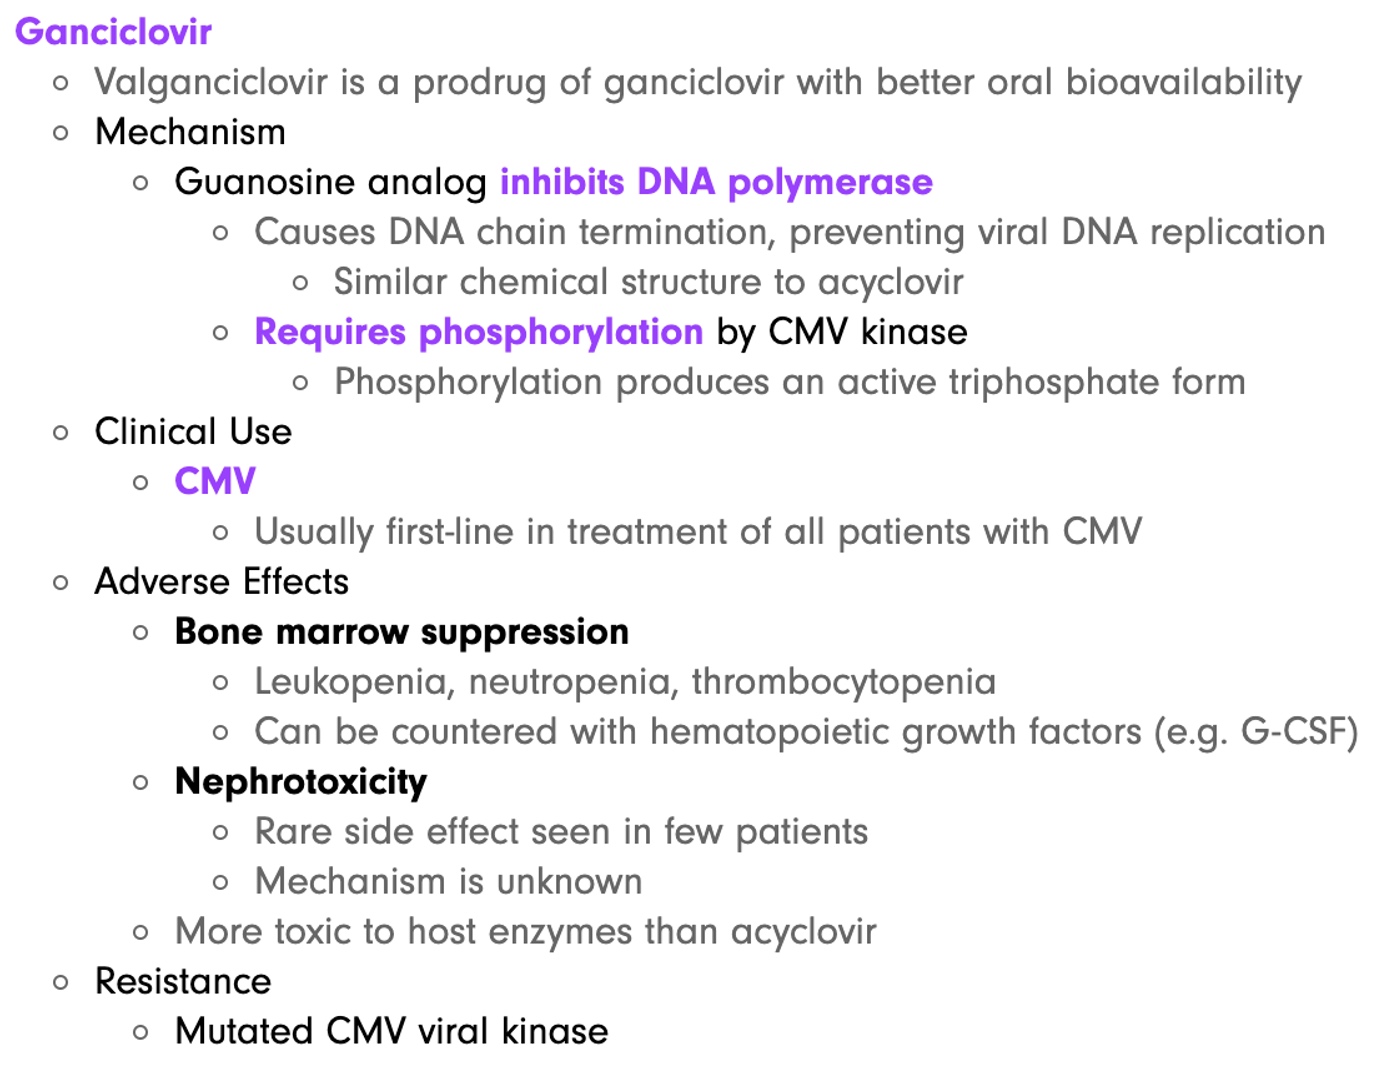 Ganciclovir
Valganciclovir is a prodrug of ganciclovir with better oral bioavailability
Mechanism
Guanosine analog inhibits DNA polymerase
Causes DNA chain termination, preventing viral DNA replication
Similar chemical structure to acyclovir
Requires phosphorylation by CMV kinase
Phosphorylation produces an active triphosphate form
Clinical Use
CMV
Usually first-line in treatment of all patients with CMV
Adverse Effects
Bone marrow suppression
Leukopenia, neutropenia, thrombocytopenia
Can be countered with hematopoietic growth factors (e.g. G-CSF)
Nephrotoxicity
Rare side effect seen in few patients
Mechanism is unknown
More toxic to host enzymes than acyclovir
Resistance
Mutated CMV viral kinase